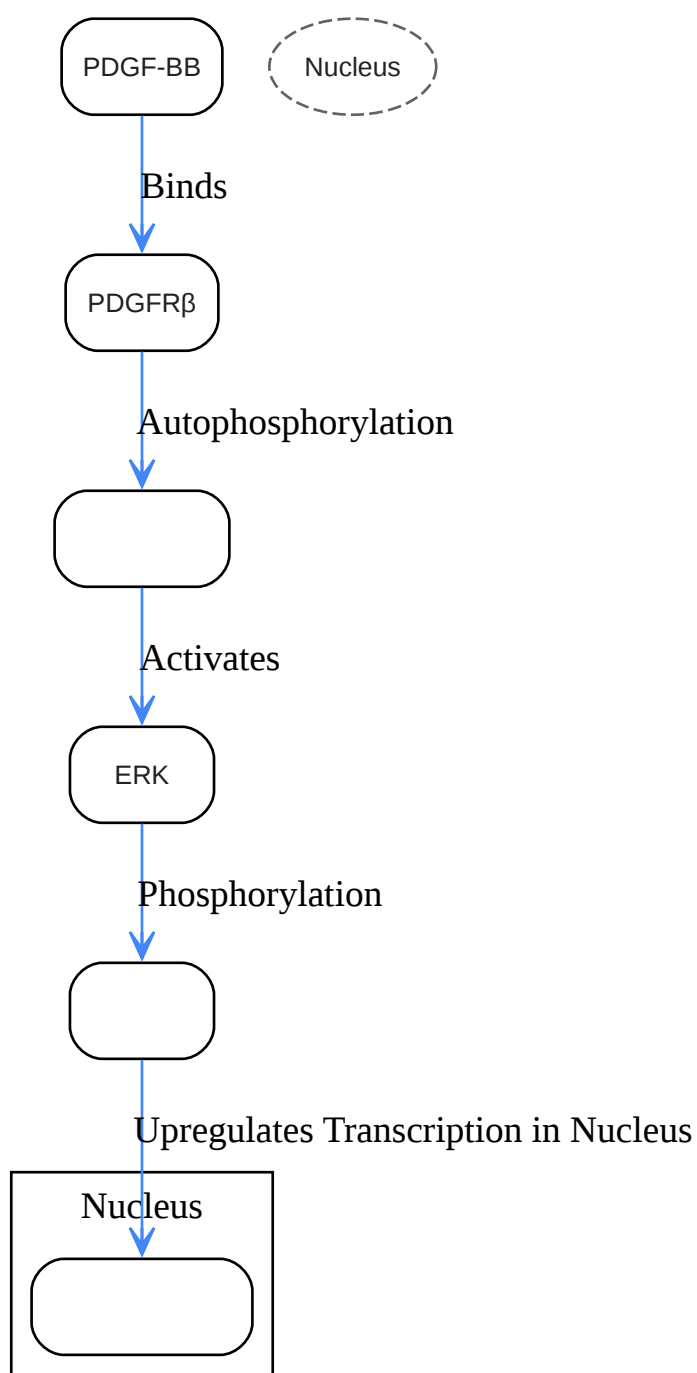 PDGF-BB
Nucleus
Binds
PDGFRβ
Autophosphorylation
Activates
ERK
Phosphorylation
Upregulates Transcription in Nucleus
Nucleus